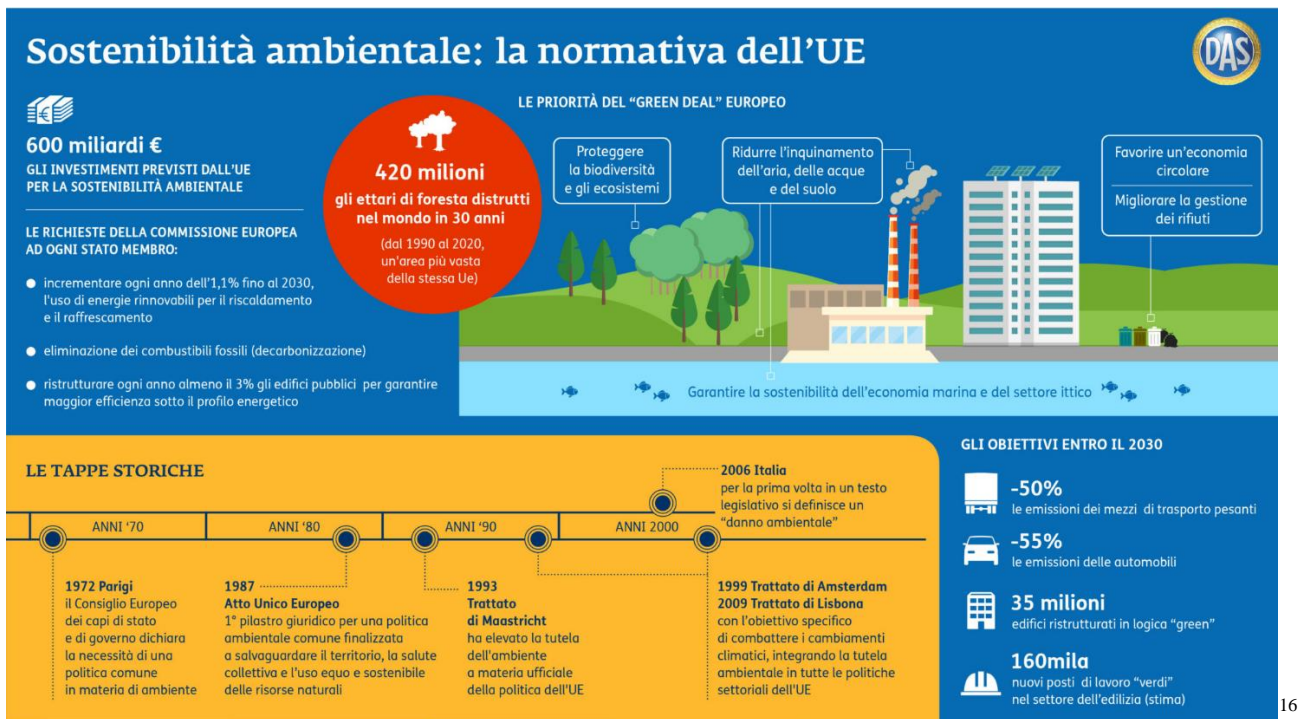 Sostenibilità ambientale: la normativa dell'UE
DAS
600 miliardi €
GLI INVESTIMENTI PREVISTI DALL'UE
PER LA SOSTENIBILITÀ AMBIENTALE
LE RICHIESTE DELLA COMMISSIONE EUROPEA
AD OGNI STATO MEMBRO:
incrementare ogni anno dell'1,1% fino al 2030,
l'uso di energie rinnovabili per il riscaldamento
e il raffrescamento
eliminazione dei combustibili fossili (decarbonizzazione)
ristrutturare ogni anno almeno il 3% gli edifici pubblici per garantire
maggior efficienza sotto il profilo energetico
420 milioni
gli ettari di foresta distrutti
nel mondo in 30 anni
(dal 1990 al 2020,
un'area più vasta
della stessa Ue)
LE PRIORITÀ DEL “GREEN DEAL” EUROPEO
Proteggere
la biodiversità
e gli ecosistemi
Ridurre l'inquinamento
dell'aria, delle acque
e del suolo
Favorire un'economia
circolare
Migliorare la gestione
dei rifiuti
Garantire la sostenibilità dell'economia marina e del settore ittico
LE TAPPE STORICHE
ANNI '70
ANNI '80
ANNI '90
ANNI 2000
2006 Italia
per la prima volta in un testo
legislativo si definisce un
“danno ambientale”
1972 Parigi
il Consiglio Europeo
dei capi di stato
e di governo dichiara
la necessità di una
politica comune
in materia di ambiente
1987
Atto Unico Europeo
1° pilastro giuridico per una politica
ambientale comune finalizzata
a salvaguardare il territorio, la salute
collettiva e l'uso equo e sostenibile
delle risorse naturali
1993
Trattato
di Maastricht
ha elevato la tutela
dell'ambiente
a materia ufficiale
della politica dell'UE
1999 Trattato di Amsterdam
2009 Trattato di Lisbona
con l'obiettivo specifico
di combattere i cambiamenti
climatici, integrando la tutela
ambientale in tutte le politiche
settoriali dell'UE
GLI OBIETTIVI ENTRO IL 2030
-50%
le emissioni dei mezzi di trasporto pesanti
-55%
le emissioni delle automobili
35 milioni
edifici ristrutturati in logica “green”
160mila
nuovi posti di lavoro “verdi”
nel settore dell'edilizia (stima)
16